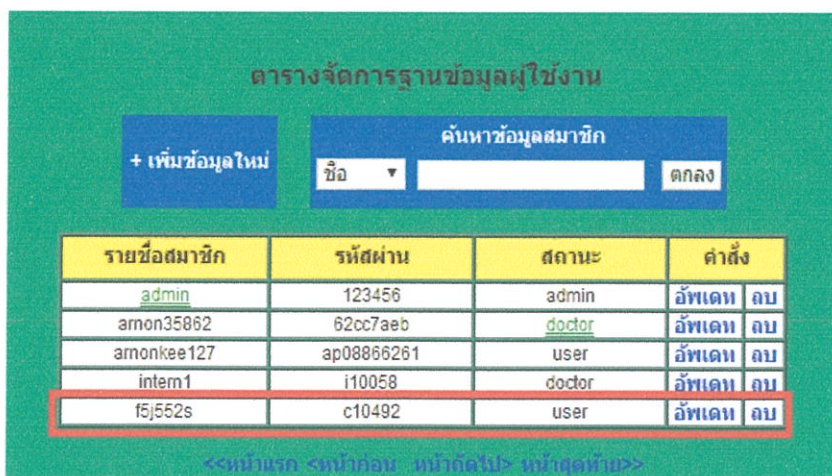 ตารางจัดการฐานข้อมูลผู้ใช้งาน
+ เพิ่มข้อมูลใหม่
ค้นหาข้อมูลสมาชิก
ชื่อ ▼ ตกลง
รายชื่อสมาชิก รหัสผ่าน สถานะ คำสั่ง
admin 123456 admin อัพเดท ลบ
arnon35862 62cc7aeb doctor อัพเดท ลบ
arnonkee127 ap08866261 user อัพเดท ลบ
intern1 i10058 doctor อัพเดท ลบ
f5j552s c10492 user อัพเดท ลบ
<<หน้าแรก <หน้าก่อน หน้าถัดไป> หน้าสุดท้าย>>